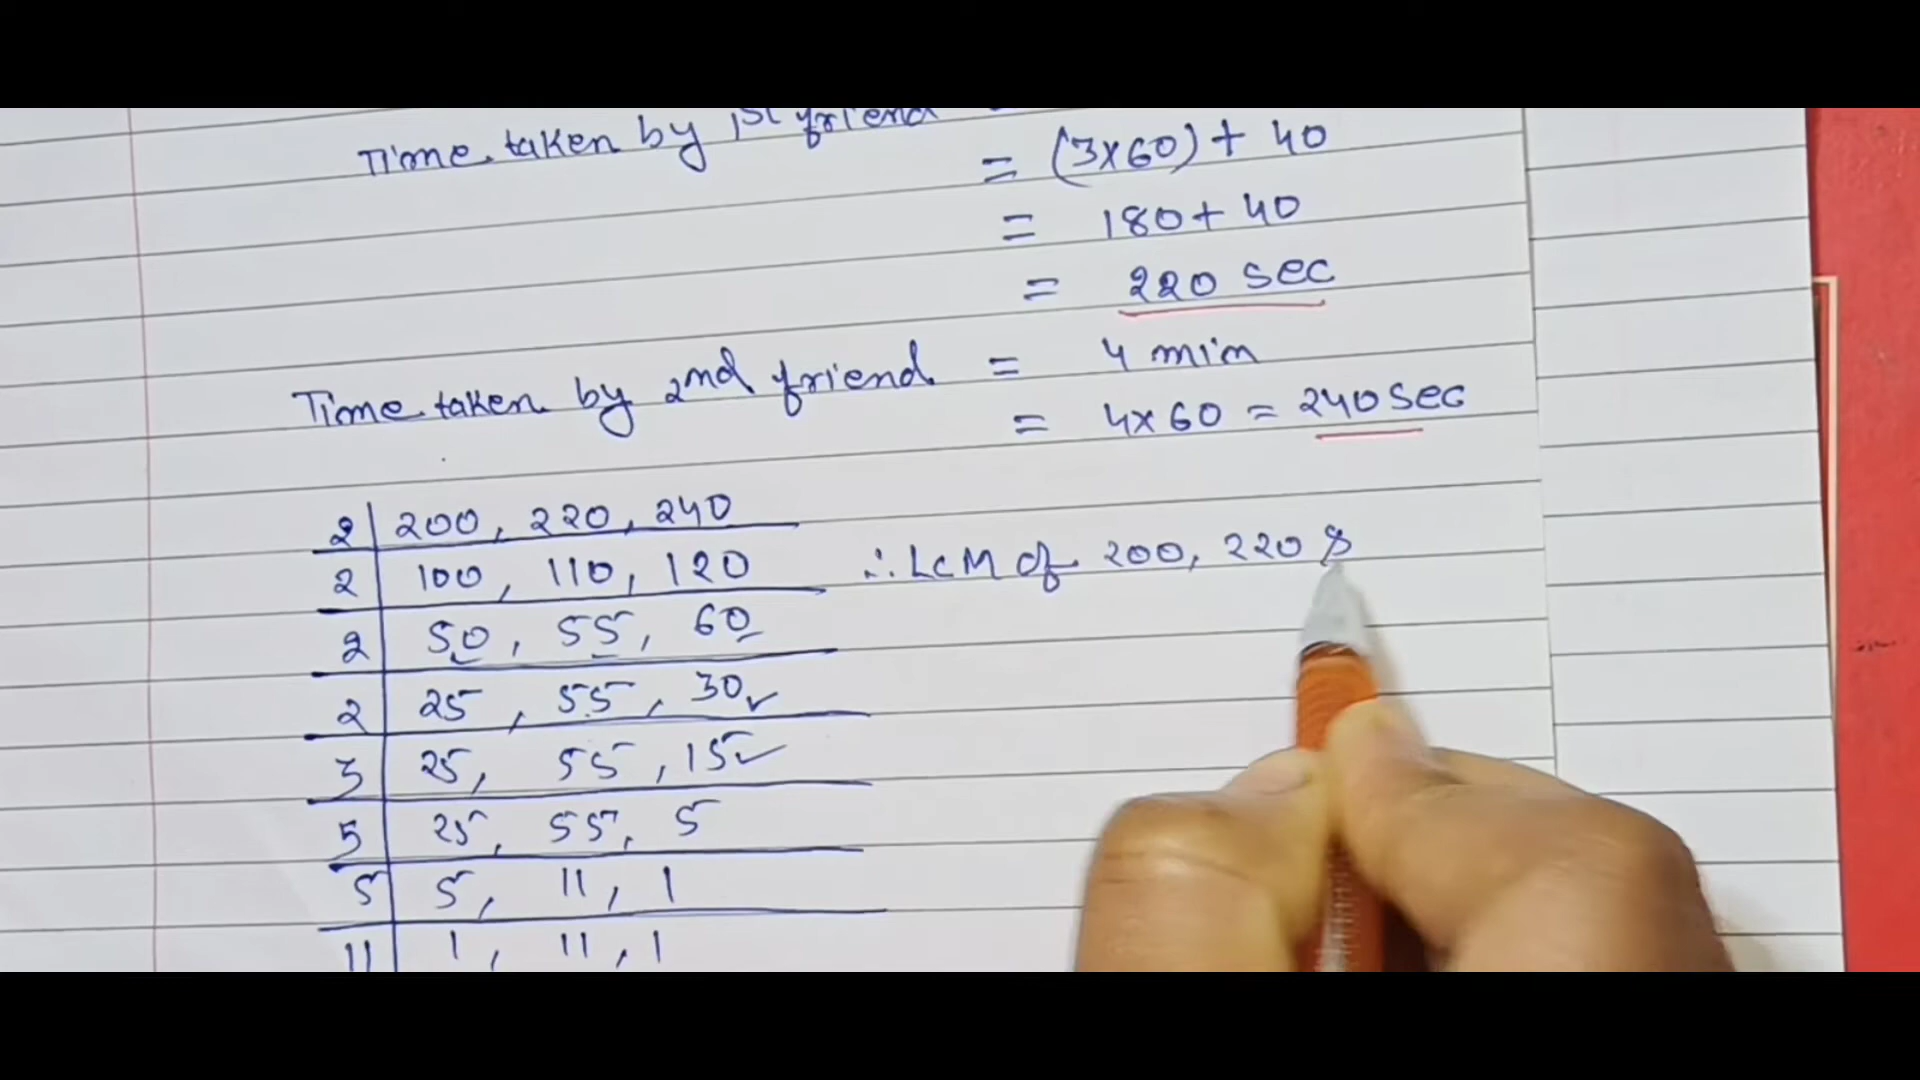 Time taken by 1st friend =
= (3x60) + 40
= 180 + 40
= 220 sec
Time taken by 2nd friend = 4 min
= 4x60 = 240 sec
2 | 200, 220, 240
2 | 100, 110, 120
2 | 50, 55, 60
2 | 25, 55, 30
3 | 25, 55, 15
5 | 25, 55, 5
5 | 5, 11, 1
11 | 1, 11, 1
∴ LCM of 200, 220 &